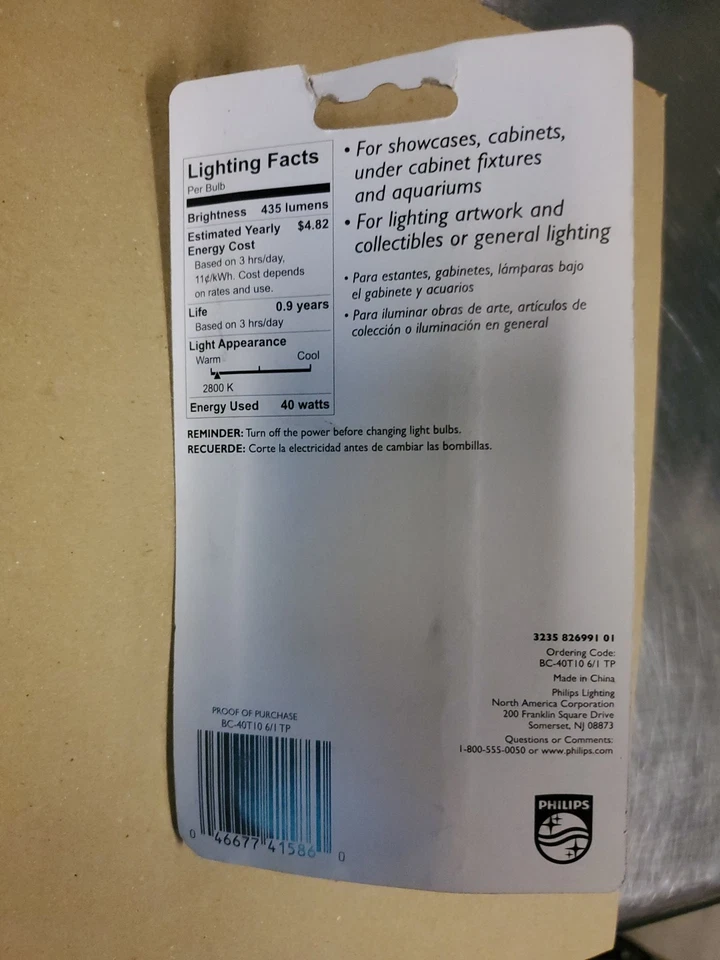 Lighting Facts
Per Bulb
Brightness 435 lumens
Estimated Yearly $4.82
Energy Cost
Based on 3 hrs/day,
11¢/kWh. Cost depends
on rates and use.
Life 0.9 years
Based on 3 hrs/day
Light Appearance
Warm Cool
2800 K
Energy Used 40 watts
• For showcases, cabinets,
under cabinet fixtures
and aquariums
• For lighting artwork and
collectibles or general lighting
• Para estantes, gabinetes, lámparas bajo
el gabinete y acuarios
• Para iluminar obras de arte, artículos de
colección o iluminación en general
REMINDER: Turn off the power before changing light bulbs.
RECUERDE: Corte la electricidad antes de cambiar las bombillas.
3235 826991 01
Ordering Code:
BC-40T10 6/1 TP
Made in China
Philips Lighting
North America Corporation
200 Franklin Square Drive
Somerset, NJ 08873
Questions or Comments:
1-800-555-0050 or www.philips.com
PROOF OF PURCHASE
BC-40T10 6/1 TP
0 46677 41586 0
PHILIPS